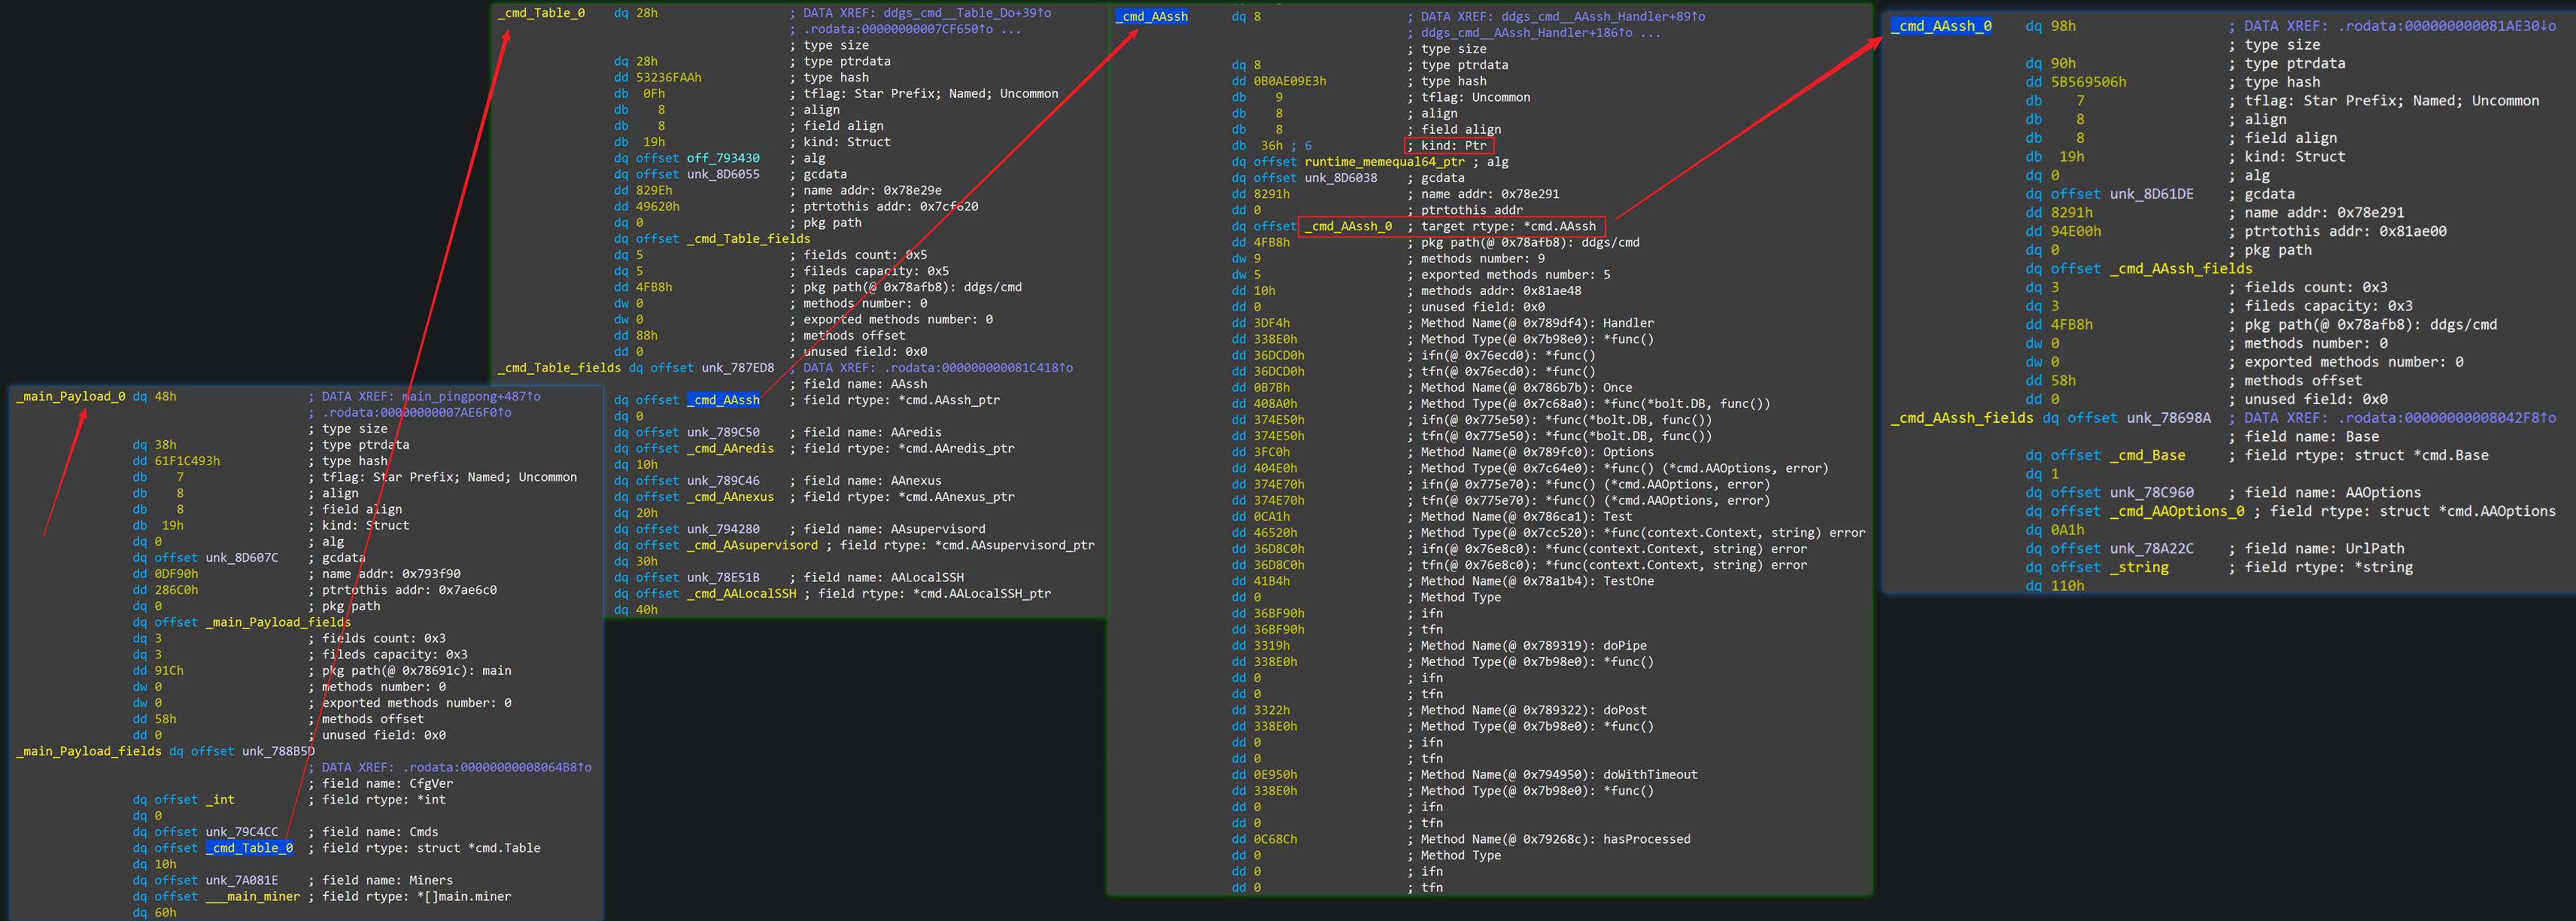 _main_Payload_0 dq 48h ; DATA XREF: main_pingpong+487↑o
; .rodata:00000000007AE6F0↑o
; type size
dq 38h ; type ptrdata
dd 61F1C493h ; type hash
db 7 ; tflag: Star Prefix; Named; Uncommon
db 8 ; align
db 8 ; field align
db 19h ; kind: Struct
dq 0 ; alg
dq offset unk_8D607C ; gcdata
dd 0DF90h ; name addr: 0x793f90
dd 286C0h ; ptrtothis addr: 0x7ae6c0
dq 0 ; pkg path
dq offset _main_Payload_fields
dq 3 ; fields count: 0x3
dq 3 ; fileds capacity: 0x3
dd 91Ch ; pkg path(@ 0x78691c): main
dw 0 ; methods number: 0
dw 0 ; exported methods number: 0
dd 58h ; methods offset
dd 0 ; unused field: 0x0
_main_Payload_fields dq offset unk_788B5D
; DATA XREF: .rodata:00000000008064B8↑o
; field name: CfgVer
dq offset _int ; field rtype: *int
dq 0
dq offset unk_79C4CC ; field name: Cmds
dq offset _cmd_Table_0 ; field rtype: struct *cmd.Table
dq 10h
dq offset unk_7A081E ; field name: Miners
dq offset ___main_miner ; field rtype: *[]main.miner
dq 60h
_cmd_Table_0 dq 28h ; DATA XREF: ddgs_cmd__Table_Do+39↑o
; .rodata:00000000007CF650↑o ...
; type size
dq 28h ; type ptrdata
dd 53236FAAh ; type hash
db 0Fh ; tflag: Star Prefix; Named; Uncommon
db 8 ; align
db 8 ; field align
db 19h ; kind: Struct
dq offset off_793430 ; alg
dq offset unk_8D6055 ; gcdata
dd 829Eh ; name addr: 0x78e29e
dd 49620h ; ptrtothis addr: 0x7cf620
dq 0 ; pkg path
dq offset _cmd_Table_fields
dq 5 ; fields count: 0x5
dq 5 ; fileds capacity: 0x5
dd 4FB8h ; pkg path(@ 0x78afb8): ddgs/cmd
dw 0 ; methods number: 0
dw 0 ; exported methods number: 0
dd 88h ; methods offset
dd 0 ; unused field: 0x0
_cmd_Table_fields dq offset unk_787ED8 ; DATA XREF: .rodata:000000000081C418↑o
; field name: AAssh
dq offset _cmd_AAssh ; field rtype: *cmd.AAssh_ptr
dq 0
dq offset unk_789C50 ; field name: AAredis
dq offset _cmd_AAredis ; field rtype: *cmd.AAredis_ptr
dq 10h
dq offset unk_789C46 ; field name: AAnexus
dq offset _cmd_AAnexus ; field rtype: *cmd.AAnexus_ptr
dq 20h
dq offset unk_794280 ; field name: AAsupervisord
dq offset _cmd_AAsupervisord ; field rtype: *cmd.AAsupervisord_ptr
dq 30h
dq offset unk_78E51B ; field name: AALocalSSH
dq offset _cmd_AALocalSSH ; field rtype: *cmd.AALocalSSH_ptr
dq 40h
_cmd_AAssh dq 8 ; DATA XREF: ddgs_cmd__AAssh_Handler+89↑o
; ddgs_cmd__AAssh_Handler+186↑o ...
; type size
dq 8 ; type ptrdata
dd 0B0AE09E3h ; type hash
db 9 ; tflag: Uncommon
db 8 ; align
db 8 ; field align
db 36h ; 6 ; kind: Ptr
dq offset runtime_memequal64_ptr ; alg
dq offset unk_8D6038 ; gcdata
dd 8291h ; name addr: 0x78e291
dd 0 ; ptrtothis addr
dq offset _cmd_AAssh_0 ; target rtype: *cmd.AAssh
dd 4FB8h ; pkg path(@ 0x78afb8): ddgs/cmd
dw 9 ; methods number: 9
dw 5 ; exported methods number: 5
dd 10h ; methods addr: 0x81ae48
dd 0 ; unused field: 0x0
dd 3DF4h ; Method Name(@ 0x789df4): Handler
dd 338E0h ; Method Type(@ 0x7b98e0): *func()
dd 36DCD0h ; ifn(@ 0x76ecd0): *func()
dd 36DCD0h ; tfn(@ 0x76ecd0): *func()
dd 0B7Bh ; Method Name(@ 0x786b7b): Once
dd 408A0h ; Method Type(@ 0x7c68a0): *func(*bolt.DB, func())
dd 374E50h ; ifn(@ 0x775e50): *func(*bolt.DB, func())
dd 374E50h ; tfn(@ 0x775e50): *func(*bolt.DB, func())
dd 3FC0h ; Method Name(@ 0x789fc0): Options
dd 404E0h ; Method Type(@ 0x7c64e0): *func() (*cmd.AAOptions, error)
dd 374E70h ; ifn(@ 0x775e70): *func() (*cmd.AAOptions, error)
dd 374E70h ; tfn(@ 0x775e70): *func() (*cmd.AAOptions, error)
dd 0CA1h ; Method Name(@ 0x786ca1): Test
dd 46520h ; Method Type(@ 0x7cc520): *func(context.Context, string) error
dd 36D8C0h ; ifn(@ 0x76e8c0): *func(context.Context, string) error
dd 36D8C0h ; tfn(@ 0x76e8c0): *func(context.Context, string) error
dd 41B4h ; Method Name(@ 0x78a1b4): TestOne
dd 0 ; Method Type
dd 36BF90h ; ifn
dd 36BF90h ; tfn
dd 3319h ; Method Name(@ 0x789319): doPipe
dd 338E0h ; Method Type(@ 0x7b98e0): *func()
dd 0 ; ifn
dd 0 ; tfn
dd 3322h ; Method Name(@ 0x789322): doPost
dd 338E0h ; Method Type(@ 0x7b98e0): *func()
dd 0 ; ifn
dd 0 ; tfn
dd 0E950h ; Method Name(@ 0x794950): doWithTimeout
dd 338E0h ; Method Type(@ 0x7b98e0): *func()
dd 0 ; ifn
dd 0 ; tfn
dd 0C68Ch ; Method Name(@ 0x79268c): hasProcessed
dd 0 ; Method Type
dd 0 ; ifn
dd 0 ; tfn
_cmd_AAssh_0 dq 98h ; DATA XREF: .rodata:000000000081AE30↓o
; type size
dq 90h ; type ptrdata
dd 5B569506h ; type hash
db 7 ; tflag: Star Prefix; Named; Uncommon
db 8 ; align
db 8 ; field align
db 19h ; kind: Struct
dq 0 ; alg
dq offset unk_8D61DE ; gcdata
dd 8291h ; name addr: 0x78e291
dd 94E00h ; ptrtothis addr: 0x81ae00
dq 0 ; pkg path
dq offset _cmd_AAssh_fields
dq 3 ; fields count: 0x3
dq 3 ; fileds capacity: 0x3
dd 4FB8h ; pkg path(@ 0x78afb8): ddgs/cmd
dw 0 ; methods number: 0
dw 0 ; exported methods number: 0
dd 58h ; methods offset
dd 0 ; unused field: 0x0
_cmd_AAssh_fields dq offset unk_78698A ; DATA XREF: .rodata:00000000008042F8↑o
; field name: Base
dq offset _cmd_Base ; field rtype: struct *cmd.Base
dq 1
dq offset unk_78C960 ; field name: AAOptions
dq offset _cmd_AAOptions_0 ; field rtype: struct *cmd.AAOptions
dq 0A1h
dq offset unk_78A22C ; field name: UrlPath
dq offset _string ; field rtype: *string
dq 110h